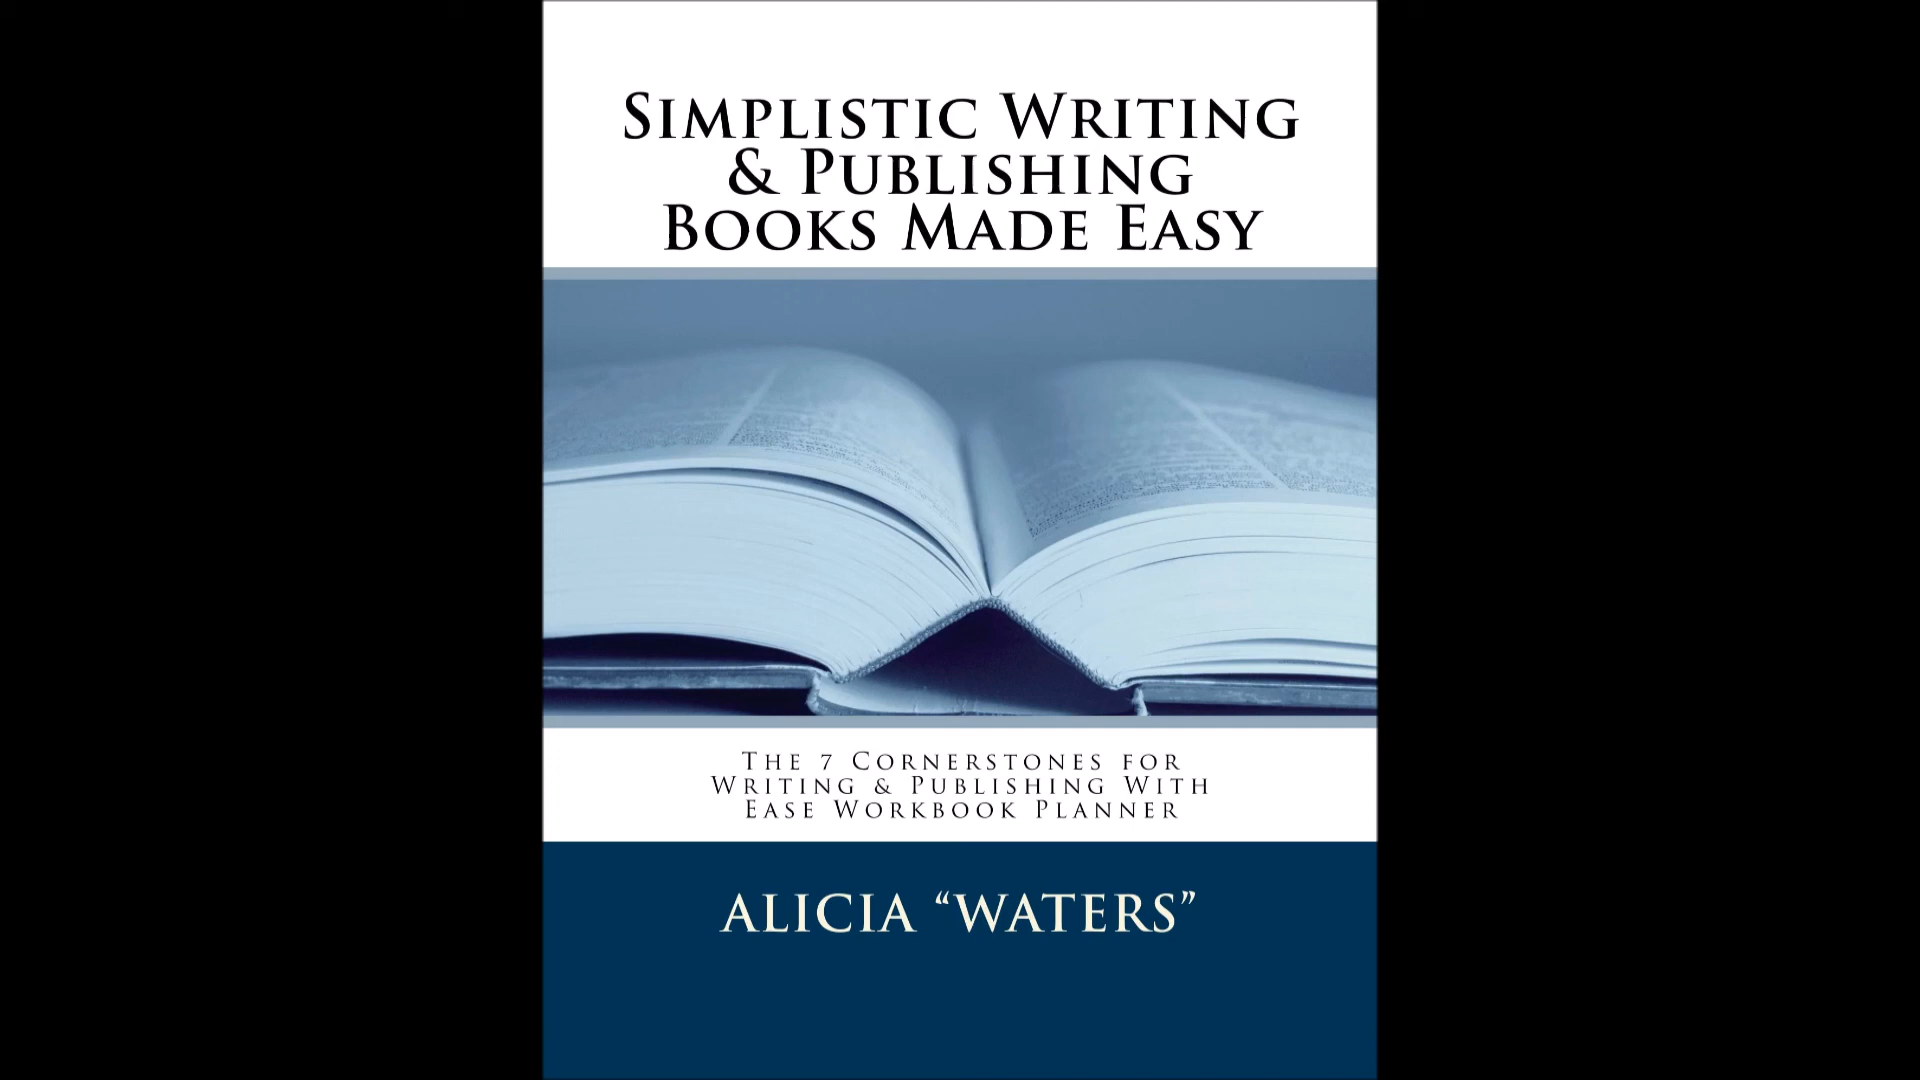 Simplistic Writing
& Publishing
Books Made Easy
The 7 Cornerstones for
Writing & Publishing With
Ease Workbook Planner
ALICIA “WATERS”